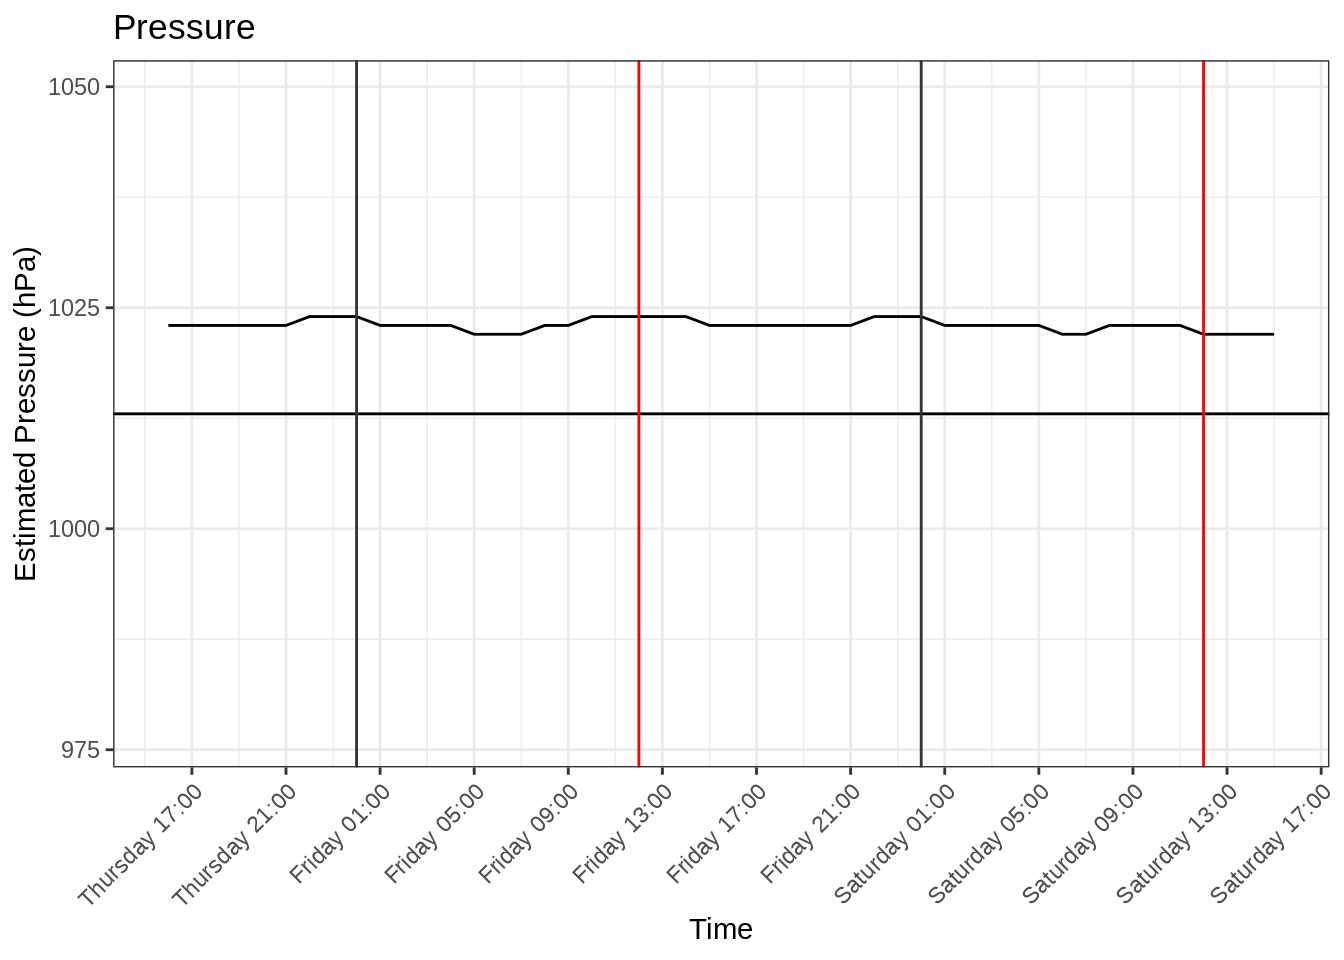 Pressure
Estimated Pressure (hPa)
1050
1025
1000
975
Thursday 17:00
Thursday 21:00
Friday 01:00
Friday 05:00
Friday 09:00
Friday 13:00
Friday 17:00
Friday 21:00
Saturday 01:00
Saturday 05:00
Saturday 09:00
Saturday 13:00
Saturday 17:00
Time